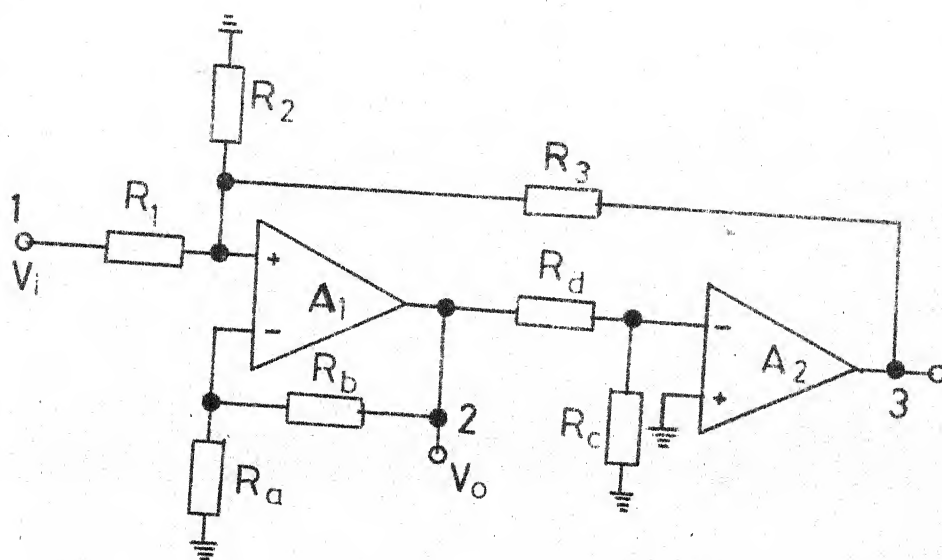 R2
R3
1
R1
Vi
+
A1
−
Rd
−
A2
+
3
Rb
2
Rc
Ra
Vo